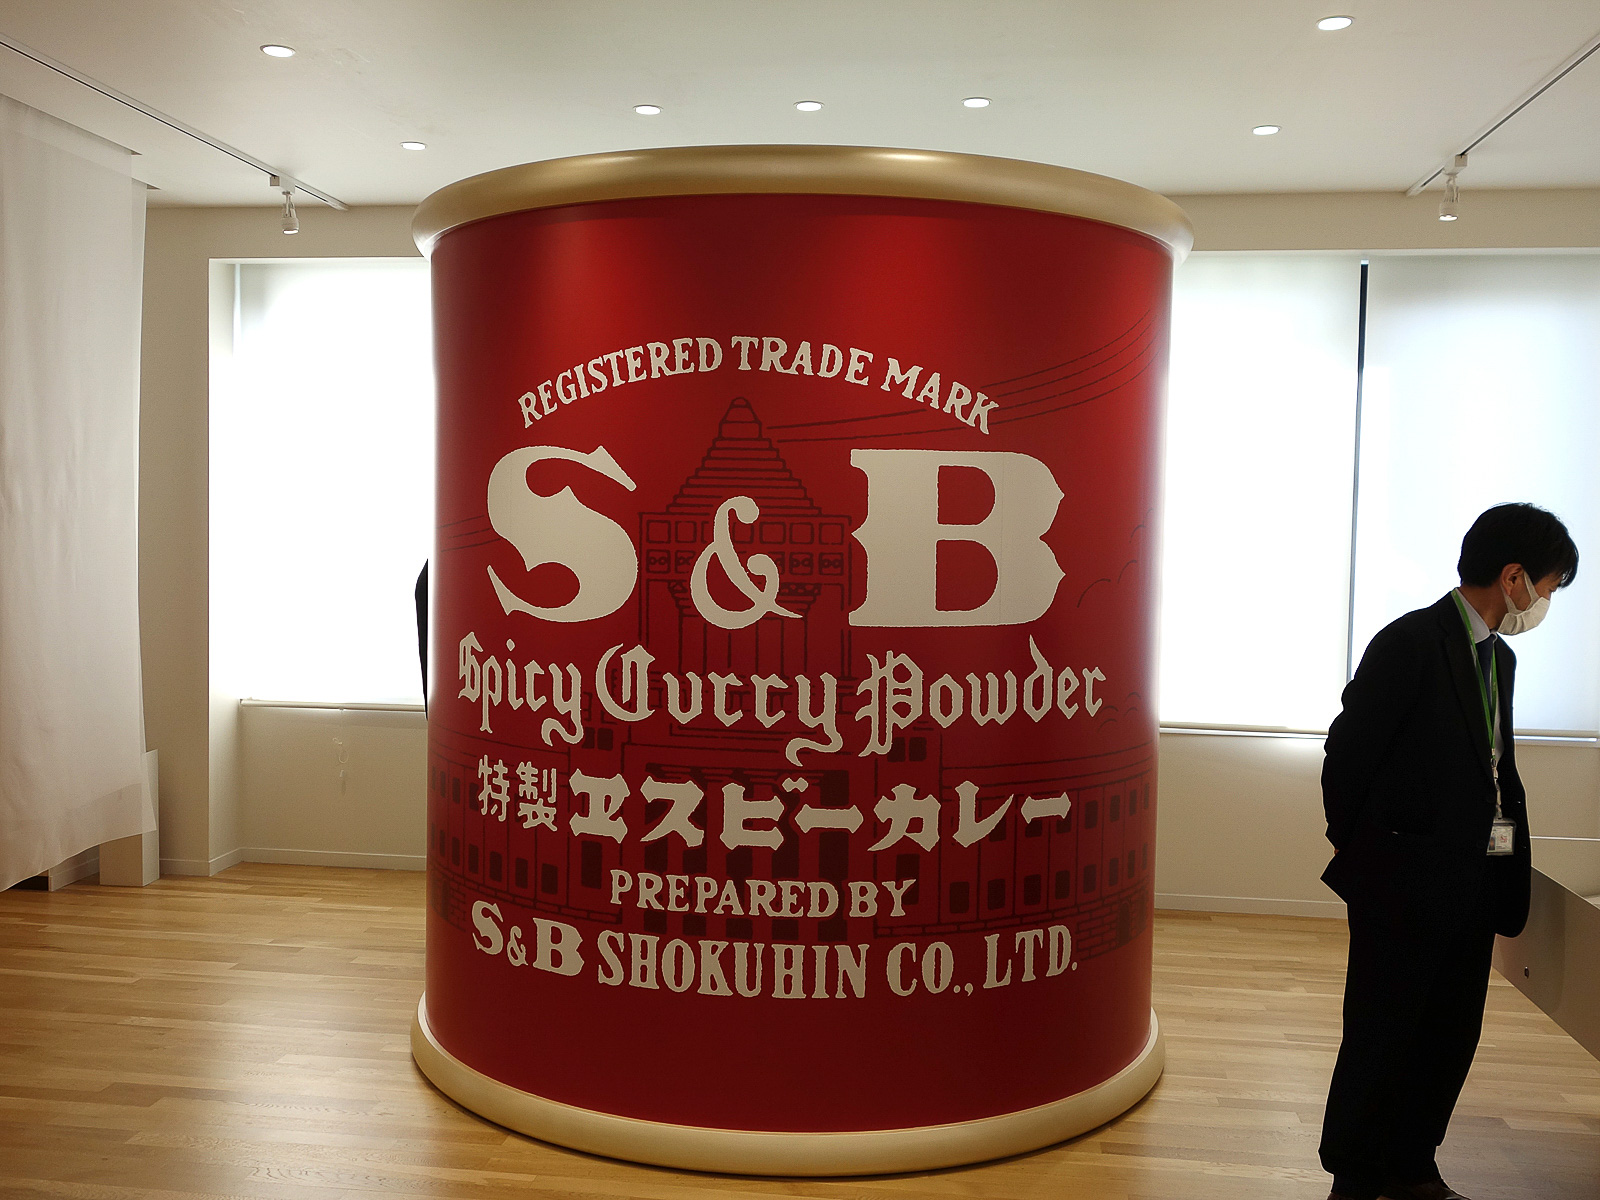 REGISTERED TRADE MARK
S & B
Spicy Curry Powder
特製 ヱスビーカレー
PREPARED BY
S&B SHOKUHIN CO., LTD.